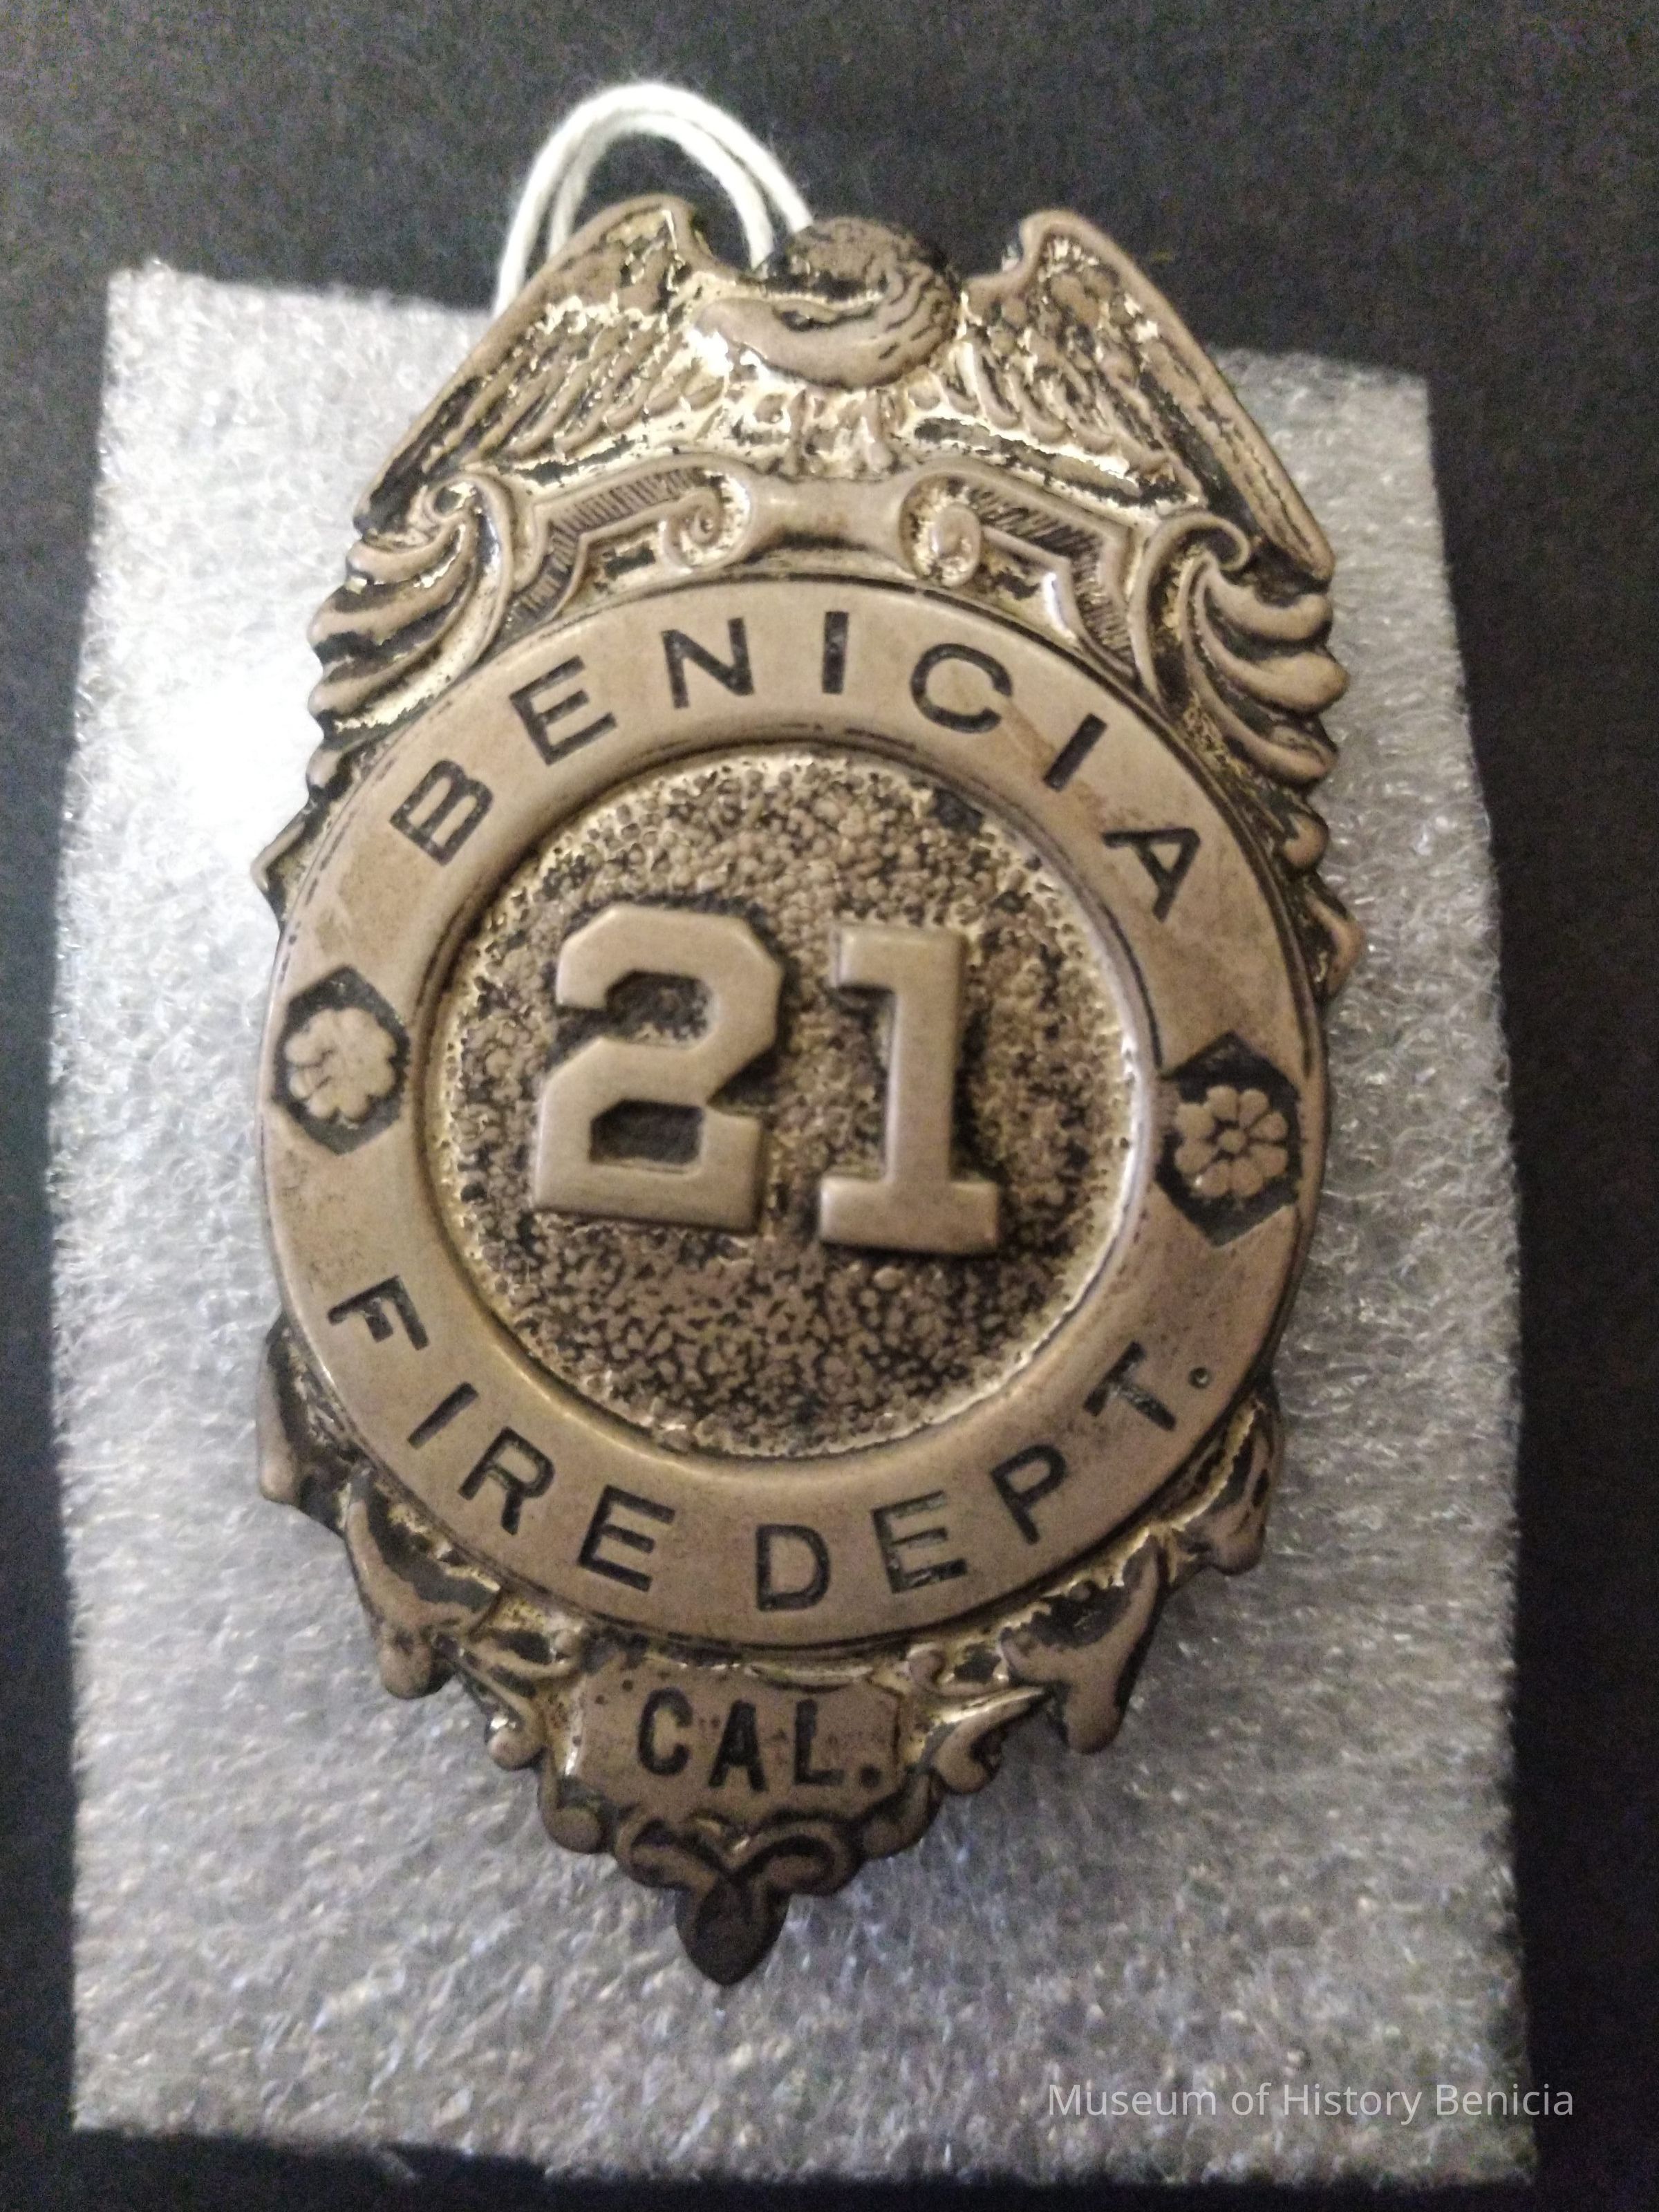 BENICIA
21
FIRE DEPT.
CAL.
Museum of History Benicia